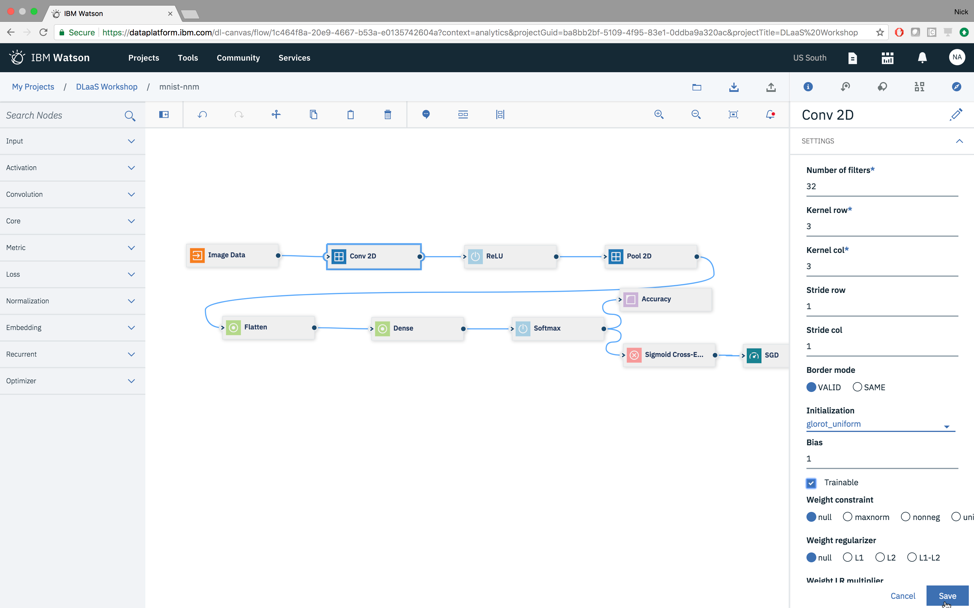 IBM Watson
Nick
Secure
https://dataplatform.ibm.com/dl-canvas/flow/1c464f8a-20e9-4667-b53a-e0135742604a?context=analytics&projectGuid=ba8bb2bf-5109-4f95-83e1-0ddba9a320ac&projectTitle=DLaaS%20Workshop
IBM Watson
Projects
Tools
Community
Services
US South
NA
My Projects / DLaaS Workshop / mnist-nnm
Search Nodes
Input
Activation
Convolution
Core
Metric
Loss
Normalization
Embedding
Recurrent
Optimizer
Image Data
Conv 2D
ReLU
Pool 2D
Accuracy
Flatten
Dense
Softmax
Sigmoid Cross-E...
SGD
Conv 2D
SETTINGS
Number of filters*
32
Kernel row*
3
Kernel col*
3
Stride row
1
Stride col
1
Border mode
VALID SAME
Initialization
glorot_uniform
Bias
1
Trainable
Weight constraint
null maxnorm nonneg uni
Weight regularizer
null L1 L2 L1-L2
Weight LR multiplier
Cancel Save